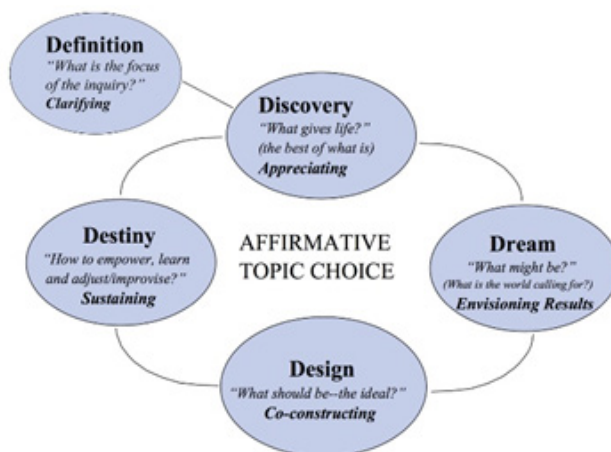 Definition
"What is the focus
of the inquiry?"
Clarifying
Discovery
"What gives life?"
(the best of what is)
Appreciating
Destiny
"How to empower, learn
and adjust/improvise?"
Sustaining
AFFIRMATIVE
TOPIC CHOICE
Dream
"What might be?"
(What is the world calling for?)
Envisioning Results
Design
"What should be--the ideal?"
Co-constructing